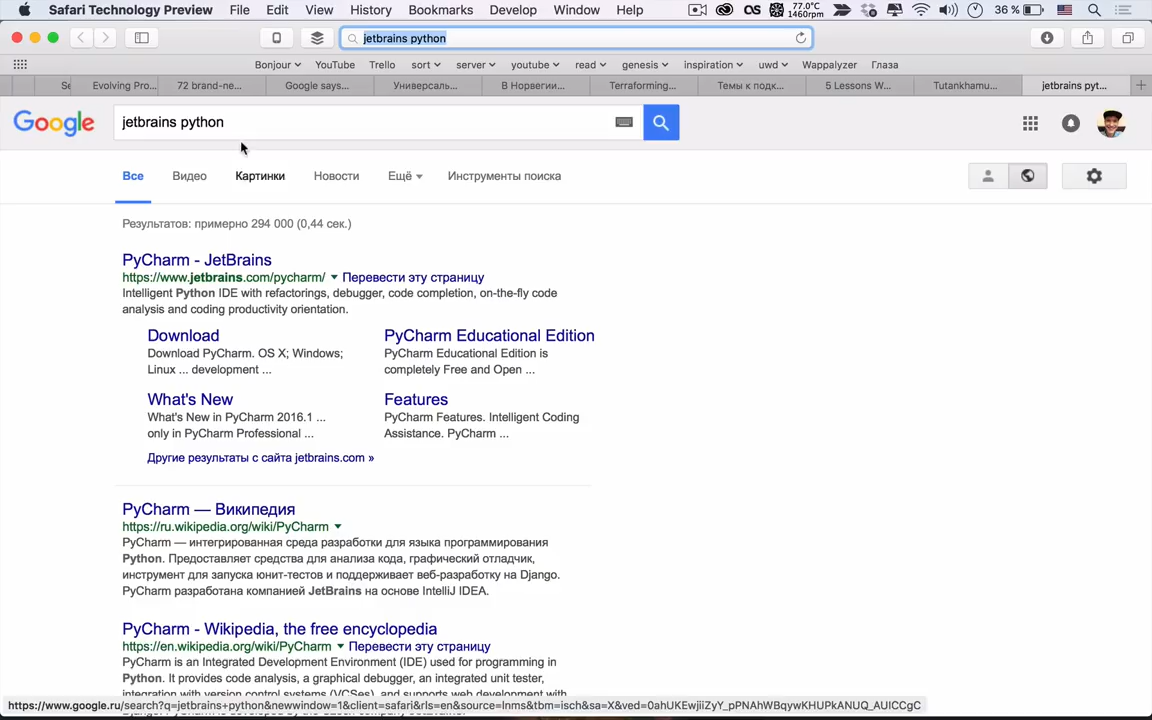 Safari Technology Preview File Edit View History Bookmarks Develop Window Help 77.0°C 1460rpm 36 %
jetbrains python
Bonjour YouTube Trello sort server youtube read genesis inspiration uwd Wappalyzer Глаза
Se Evolving Pro... 72 brand-ne... Google says... Универсаль... В Норвегии... Terraforming... Темы к подк... 5 Lessons W... Tutankhamu... jetbrains pyt...
Google jetbrains python
Все Видео Картинки Новости Ещё Инструменты поиска
Результатов: примерно 294 000 (0,44 сек.)
PyCharm - JetBrains
https://www.jetbrains.com/pycharm/ Перевести эту страницу
Intelligent Python IDE with refactorings, debugger, code completion, on-the-fly code
analysis and coding productivity orientation.
Download
Download PyCharm. OS X; Windows;
Linux ... development ...
PyCharm Educational Edition
PyCharm Educational Edition is
completely Free and Open ...
What's New
What's New in PyCharm 2016.1 ...
only in PyCharm Professional ...
Features
PyCharm Features. Intelligent Coding
Assistance. PyCharm ...
Другие результаты с сайта jetbrains.com »
PyCharm — Википедия
https://ru.wikipedia.org/wiki/PyCharm
PyCharm — интегрированная среда разработки для языка программирования
Python. Предоставляет средства для анализа кода, графический отладчик,
инструмент для запуска юнит-тестов и поддерживает веб-разработку на Django.
PyCharm разработана компанией JetBrains на основе IntelliJ IDEA.
PyCharm - Wikipedia, the free encyclopedia
https://en.wikipedia.org/wiki/PyCharm Перевести эту страницу
PyCharm is an Integrated Development Environment (IDE) used for programming in
Python. It provides code analysis, a graphical debugger, an integrated unit tester,
integration with version control systems (VCSes), and supports web development with
https://www.google.ru/search?q=jetbrains+python&newwindow=1&client=safari&rls=en&source=lnms&tbm=isch&sa=X&ved=0ahUKEwjiiZyY_pPNAhWBqywKHUPkANUQ_AUICCgC